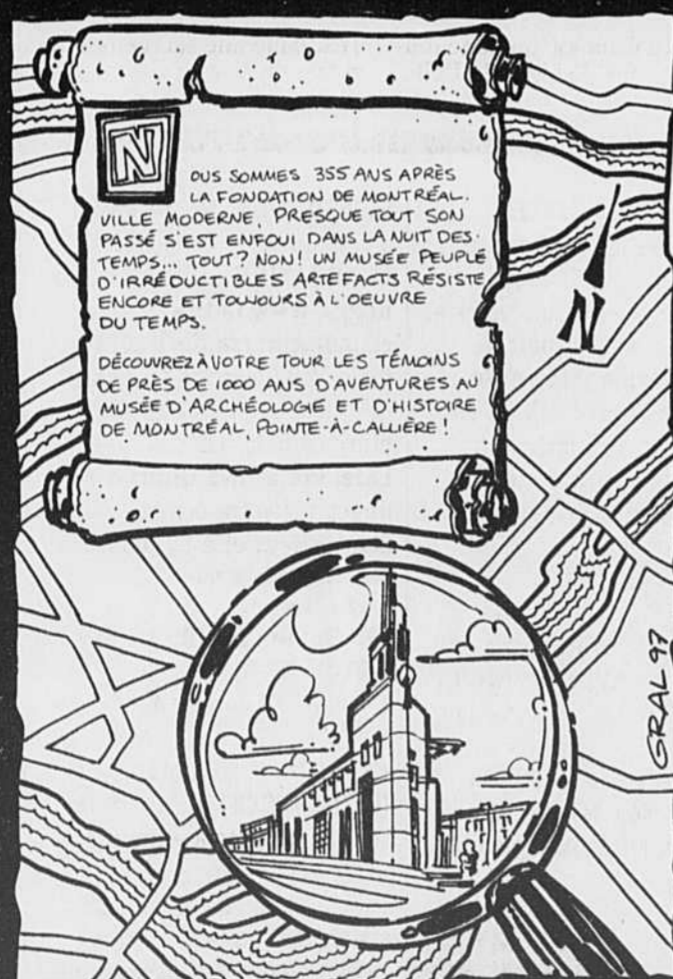 NOUS SOMMES 355 ANS APRÈS
LA FONDATION DE MONTRÉAL.
VILLE MODERNE, PRESQUE TOUT SON
PASSÉ S'EST ENFOUI DANS LA NUIT DES
TEMPS... TOUT? NON! UN MUSÉE PEUPLÉ
D'IRRÉDUCTIBLES ARTEFACTS RÉSISTE
ENCORE ET TOUJOURS À L'OEUVRE
DU TEMPS.
DÉCOUVREZ À VOTRE TOUR LES TÉMOINS
DE PRÈS DE 1000 ANS D'AVENTURES AU
MUSÉE D'ARCHÉOLOGIE ET D'HISTOIRE
DE MONTRÉAL, POINTE-À-CALLIÈRE!
N
GRAL 97